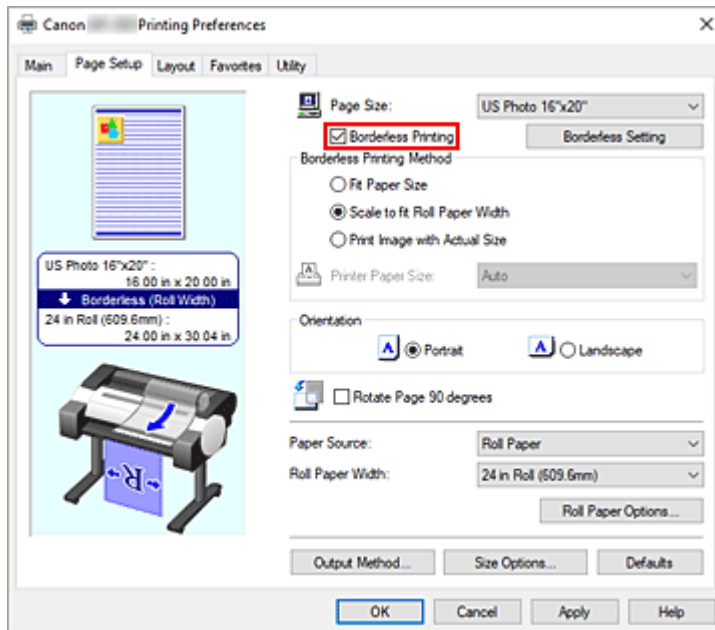 Canon Printing Preferences
Main Page Setup Layout Favorites Utility
Page Size: US Photo 16"x20"
Borderless Printing Borderless Setting
Borderless Printing Method
Fit Paper Size
Scale to fit Roll Paper Width
Print Image with Actual Size
Printer Paper Size: Auto
US Photo 16"x20" :
16.00 in x 20.00 in
Borderless (Roll Width)
24 in Roll (609.6mm) :
24.00 in x 30.04 in
Orientation
A Portrait A Landscape
Rotate Page 90 degrees
Paper Source: Roll Paper
Roll Paper Width: 24 in Roll (609.6mm)
Roll Paper Options...
R
Output Method... Size Options... Defaults
OK Cancel Apply Help